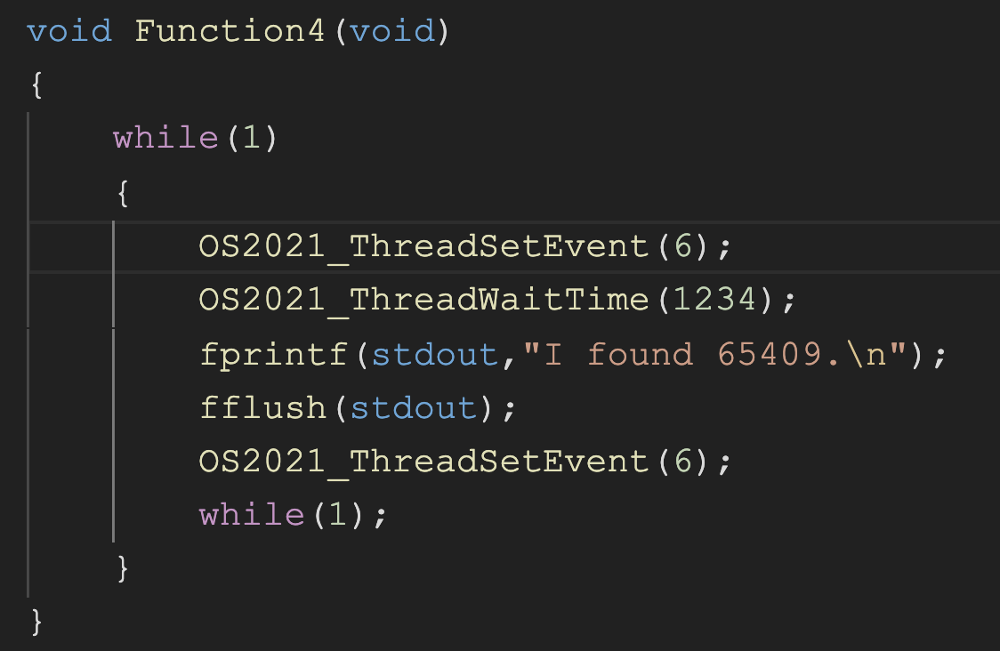 void Function4(void)
{
    while(1)
    {
        OS2021_ThreadSetEvent(6);
        OS2021_ThreadWaitTime(1234);
        fprintf(stdout,"I found 65409.\n");
        fflush(stdout);
        OS2021_ThreadSetEvent(6);
        while(1);
    }
}